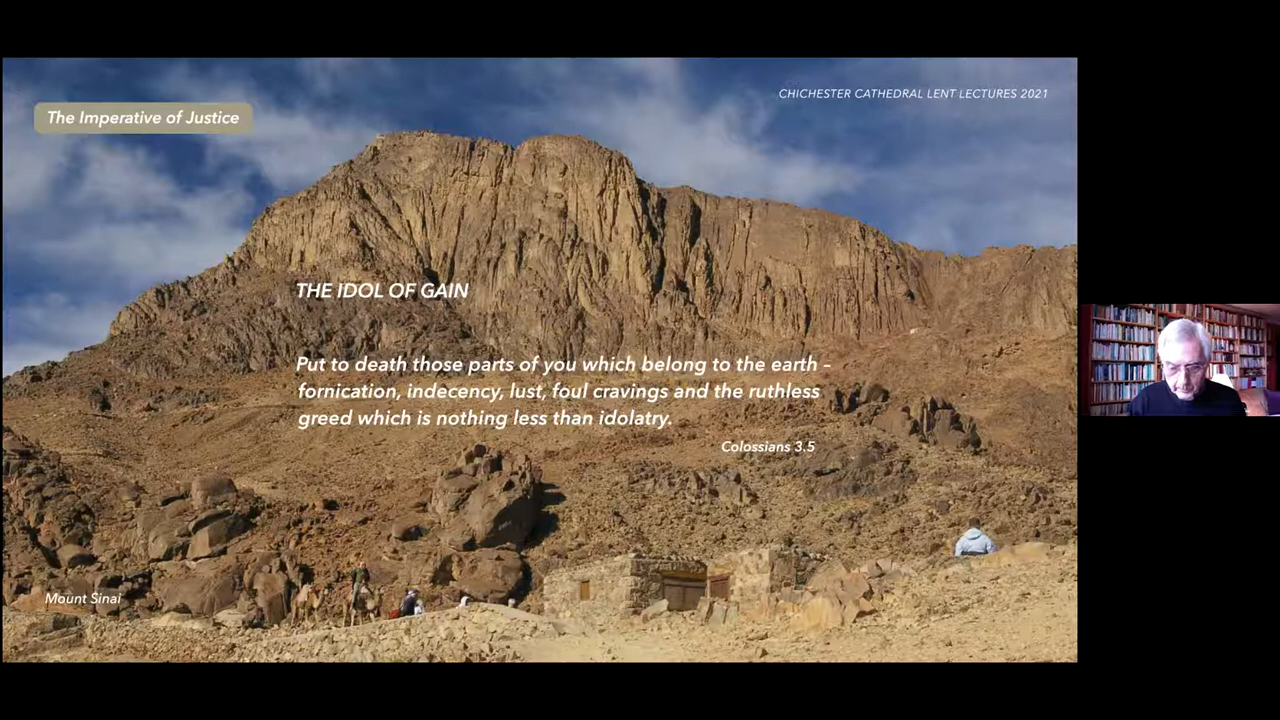 The Imperative of Justice
CHICHESTER CATHEDRAL LENT LECTURES 2021
THE IDOL OF GAIN
Put to death those parts of you which belong to the earth –
fornication, indecency, lust, foul cravings and the ruthless
greed which is nothing less than idolatry.
Colossians 3.5
Mount Sinai